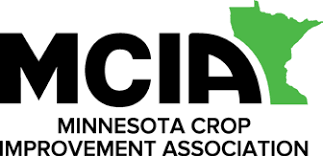 MCIA
MINNESOTA CROP
IMPROVEMENT ASSOCIATION